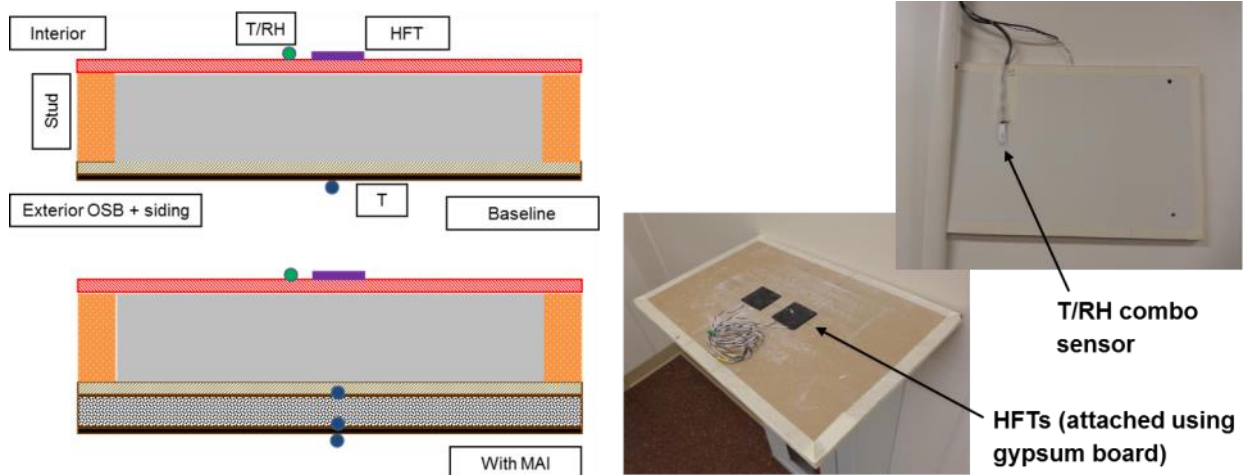 Interior
T/RH
HFT
Stud
T
Exterior OSB + siding
Baseline
With MAI
T/RH combo
sensor
HFTs (attached using
gypsum board)